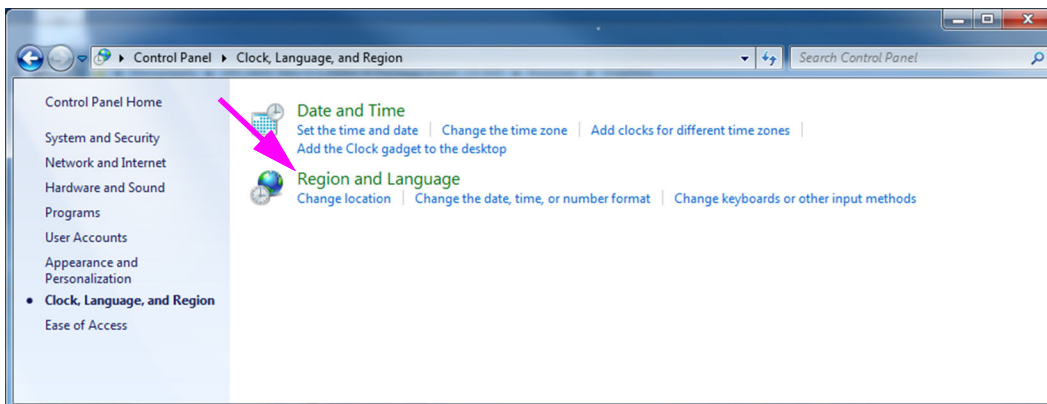 Control Panel Clock, Language, and Region Search Control Panel
Control Panel Home
System and Security
Network and Internet
Hardware and Sound
Programs
User Accounts
Appearance and
Personalization
Clock, Language, and Region
Ease of Access
Date and Time
Set the time and date Change the time zone Add clocks for different time zones
Add the Clock gadget to the desktop
Region and Language
Change location Change the date, time, or number format Change keyboards or other input methods